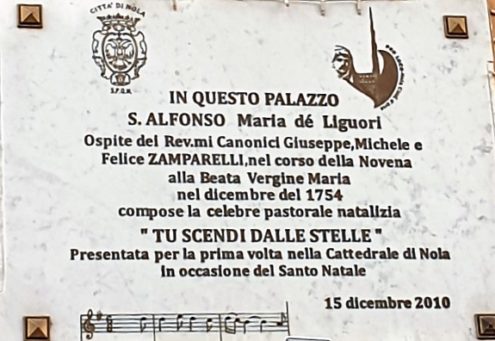 CITTA' DI NOLA
S.P.Q.N.
IN QUESTO PALAZZO
S. ALFONSO Maria dé Liguori
Ospite dei Rev.mi Canonici Giuseppe,Michele e
Felice ZAMPARELLI,nel corso della Novena
alla Beata Vergine Maria
nel dicembre del 1754
compose la celebre pastorale natalizia
" TU SCENDI DALLE STELLE "
Presentata per la prima volta nella Cattedrale di Nola
in occasione del Santo Natale
15 dicembre 2010